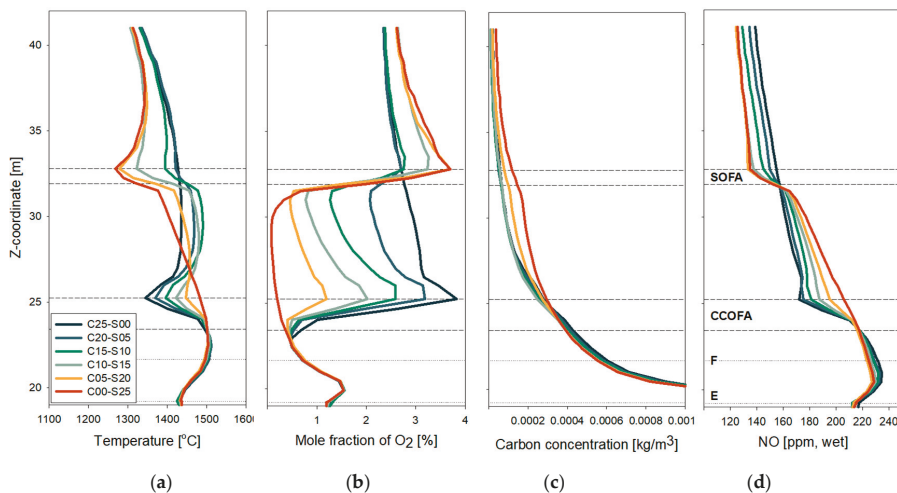 Z-coordinate [m]
40
35
30
25
20
C25-S00
C20-S05
C15-S10
C10-S15
C05-S20
C00-S25
1100 1200 1300 1400 1500 1600
Temperature [°C]
0 1 2 3 4
Mole fraction of O2 [%]
0.0002 0.0004 0.0006 0.0008 0.001
Carbon concentration [kg/m3]
SOFA
CCOFA
F
E
120 140 160 180 200 220 240
NO [ppm, wet]
(a) (b) (c) (d)